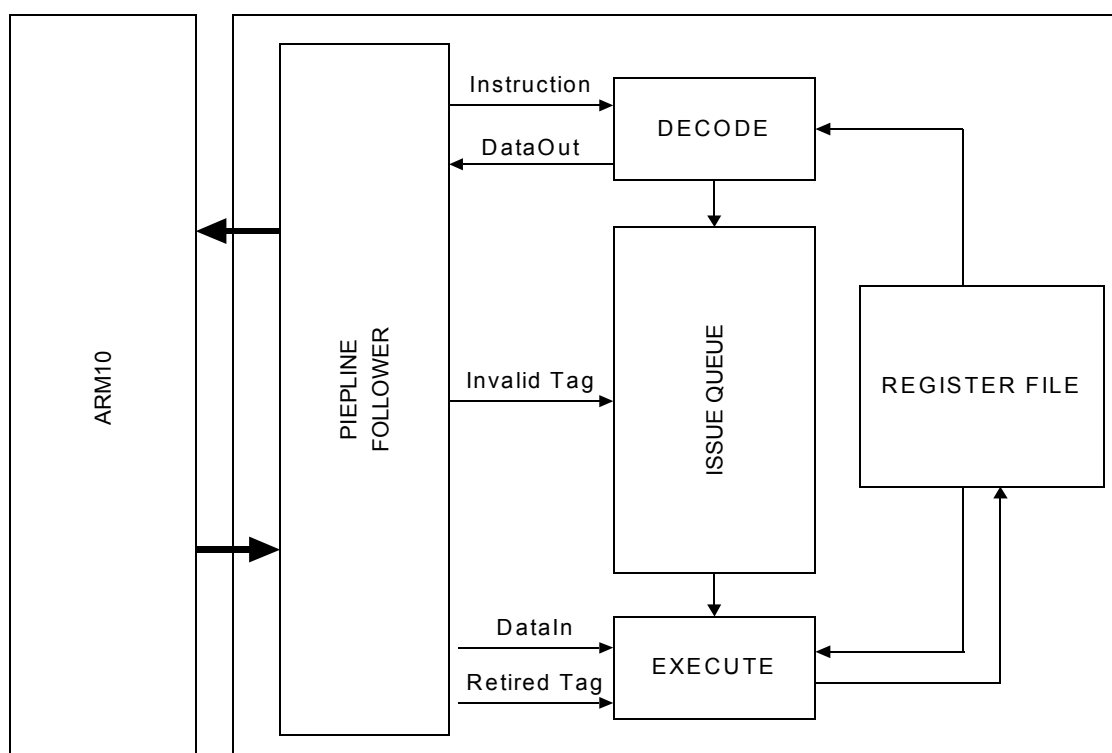 Instruction
DECODE
DataOut
ARM10
PIEPLINE
FOLLOWER
Invalid Tag
ISSUE QUEUE
REGISTER FILE
DataIn
EXECUTE
Retired Tag